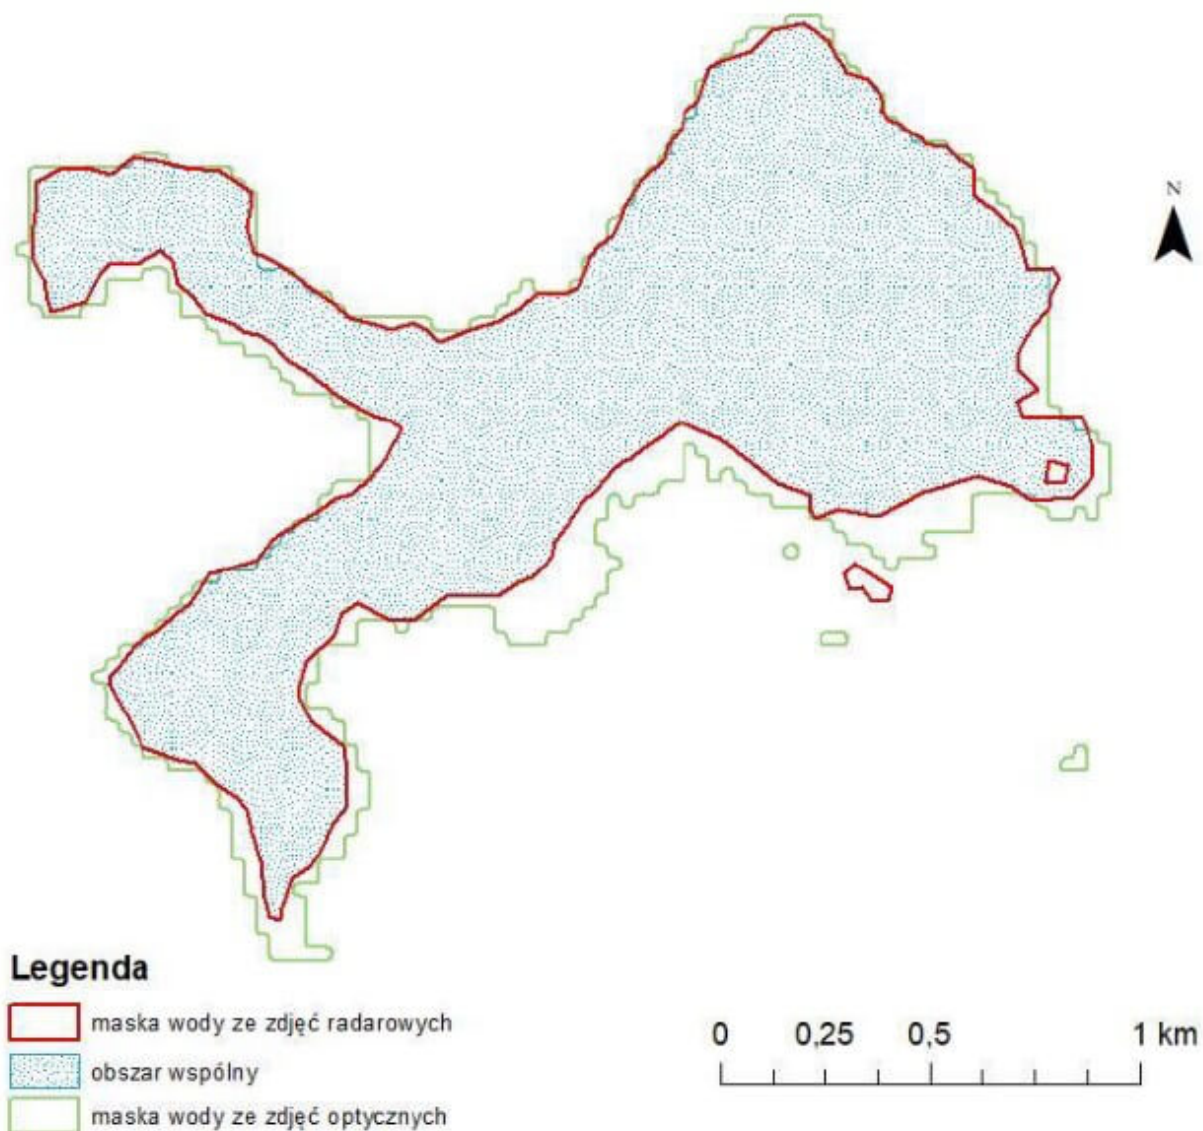 N
Legenda
maska wody ze zdjęć radarowych
obszar wspólny
maska wody ze zdjęć optycznych
0 0,25 0,5 1 km